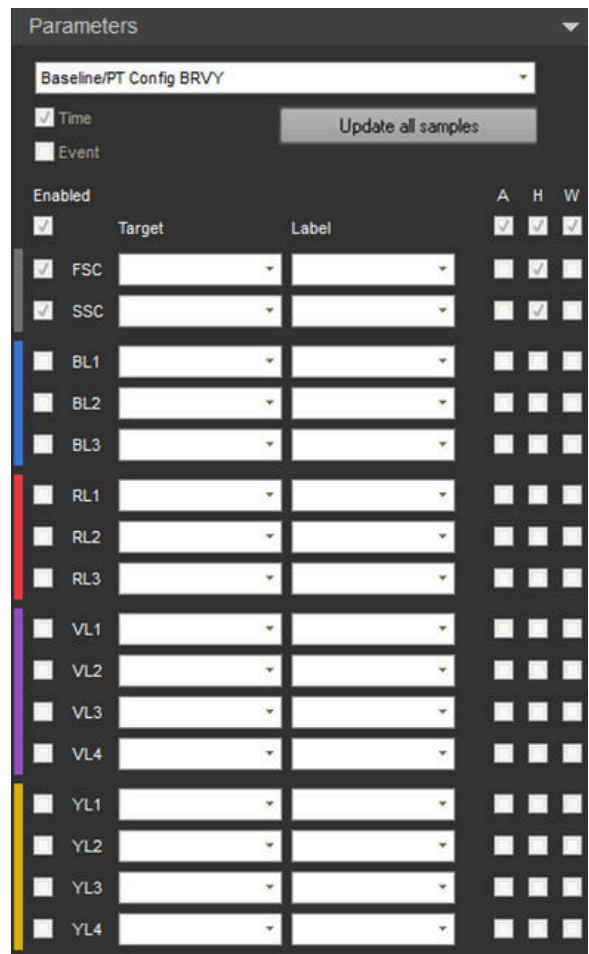 Parameters
Baseline/PT Config BRVY
Time
Update all samples
Event
Enabled A H W
Target Label
FSC
SSC
BL1
BL2
BL3
RL1
RL2
RL3
VL1
VL2
VL3
VL4
YL1
YL2
YL3
YL4